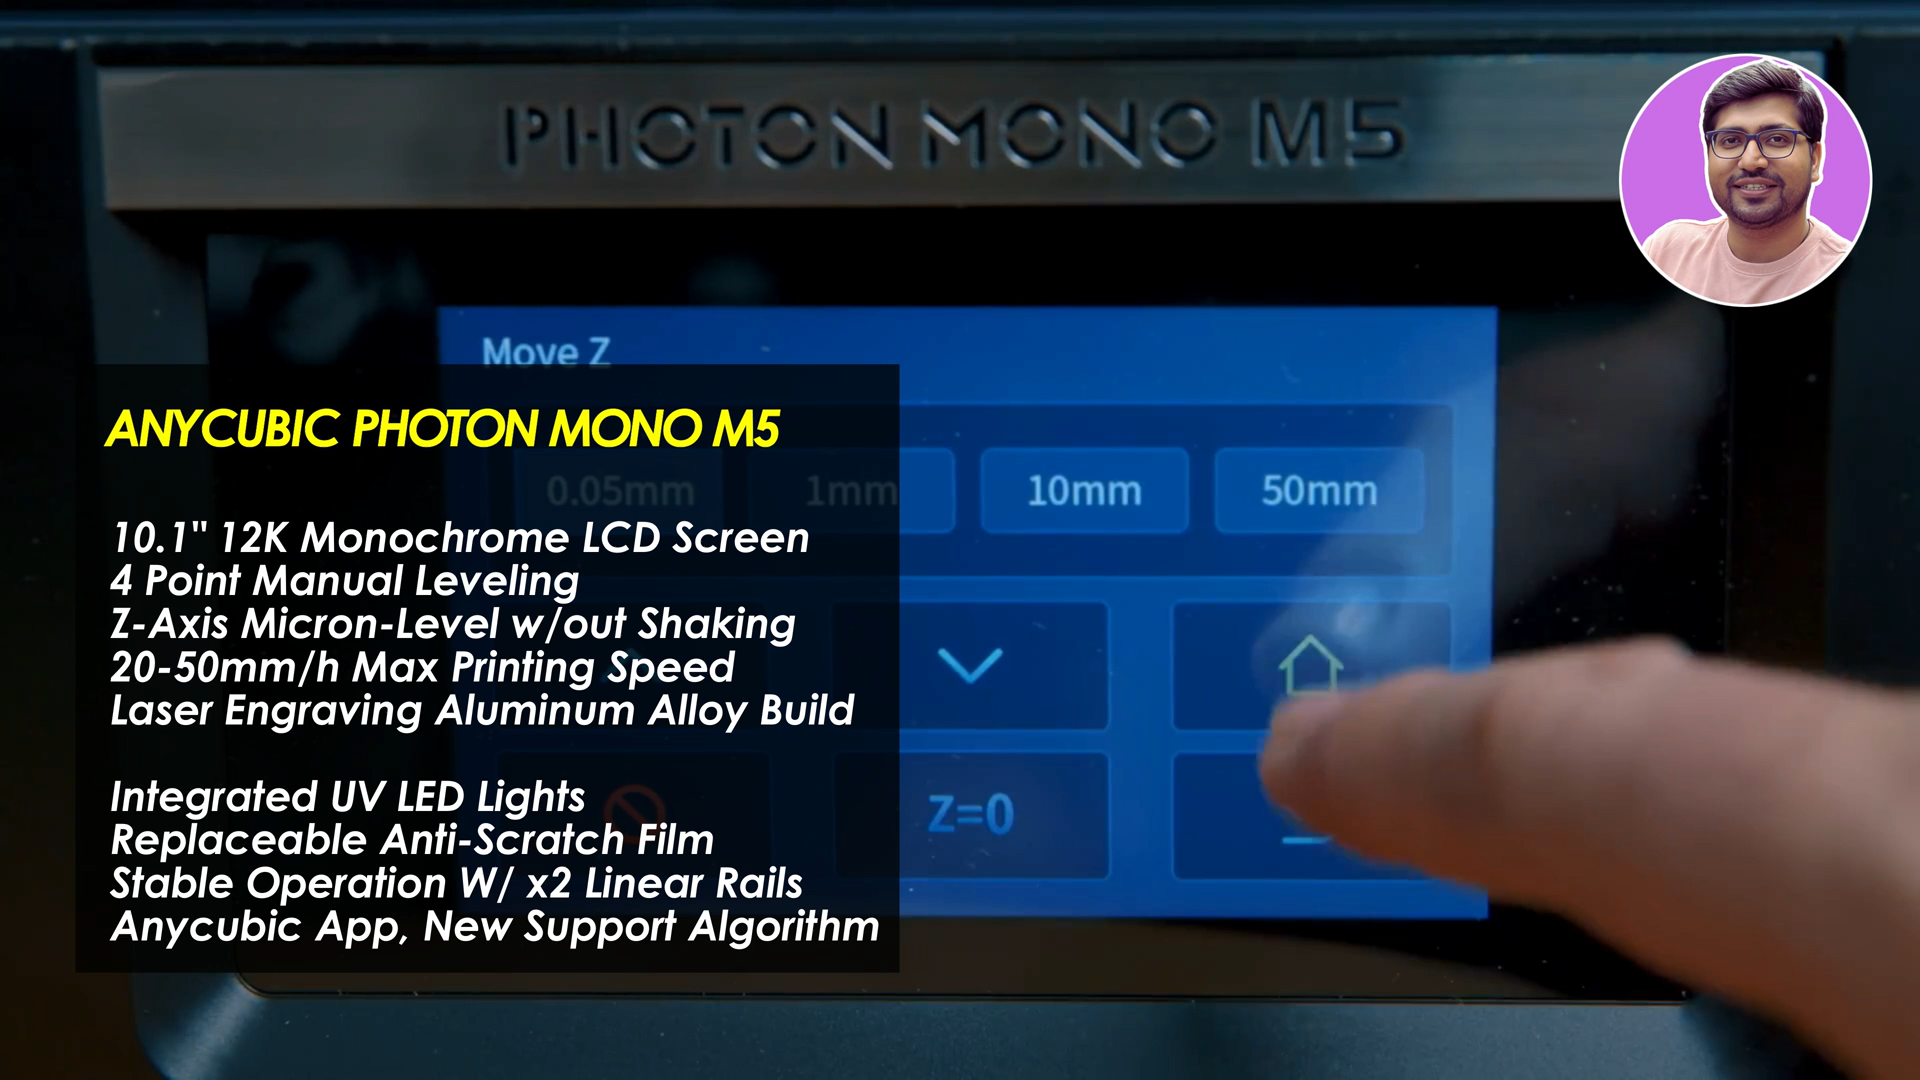 PHOTON MONO M5
Move Z
ANYCUBIC PHOTON MONO M5
0.05mm 1mm 10mm 50mm
10.1" 12K Monochrome LCD Screen
4 Point Manual Leveling
Z-Axis Micron-Level w/out Shaking
20-50mm/h Max Printing Speed
Laser Engraving Aluminum Alloy Build
Integrated UV LED Lights
Z=0
Replaceable Anti-Scratch Film
Stable Operation W/ x2 Linear Rails
Anycubic App, New Support Algorithm